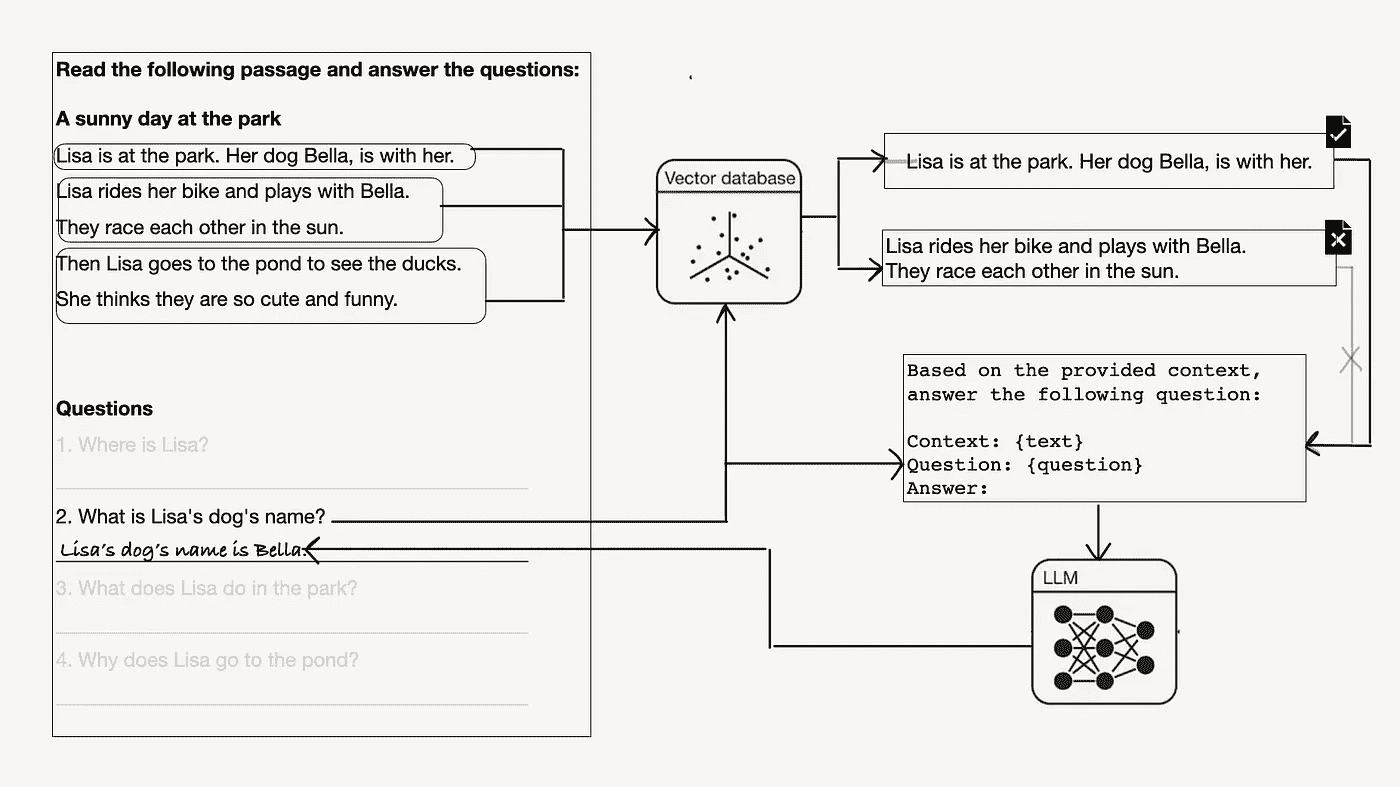 Read the following passage and answer the questions:
A sunny day at the park
Lisa is at the park. Her dog Bella, is with her.
Lisa rides her bike and plays with Bella.
They race each other in the sun.
Then Lisa goes to the pond to see the ducks.
She thinks they are so cute and funny.
Questions
1. Where is Lisa?
2. What is Lisa's dog's name?
Lisa's dog's name is Bella.
3. What does Lisa do in the park?
4. Why does Lisa go to the pond?
Vector database
Lisa is at the park. Her dog Bella, is with her.
Lisa rides her bike and plays with Bella.
They race each other in the sun.
Based on the provided context,
answer the following question:
Context: {text}
Question: {question}
Answer:
LLM